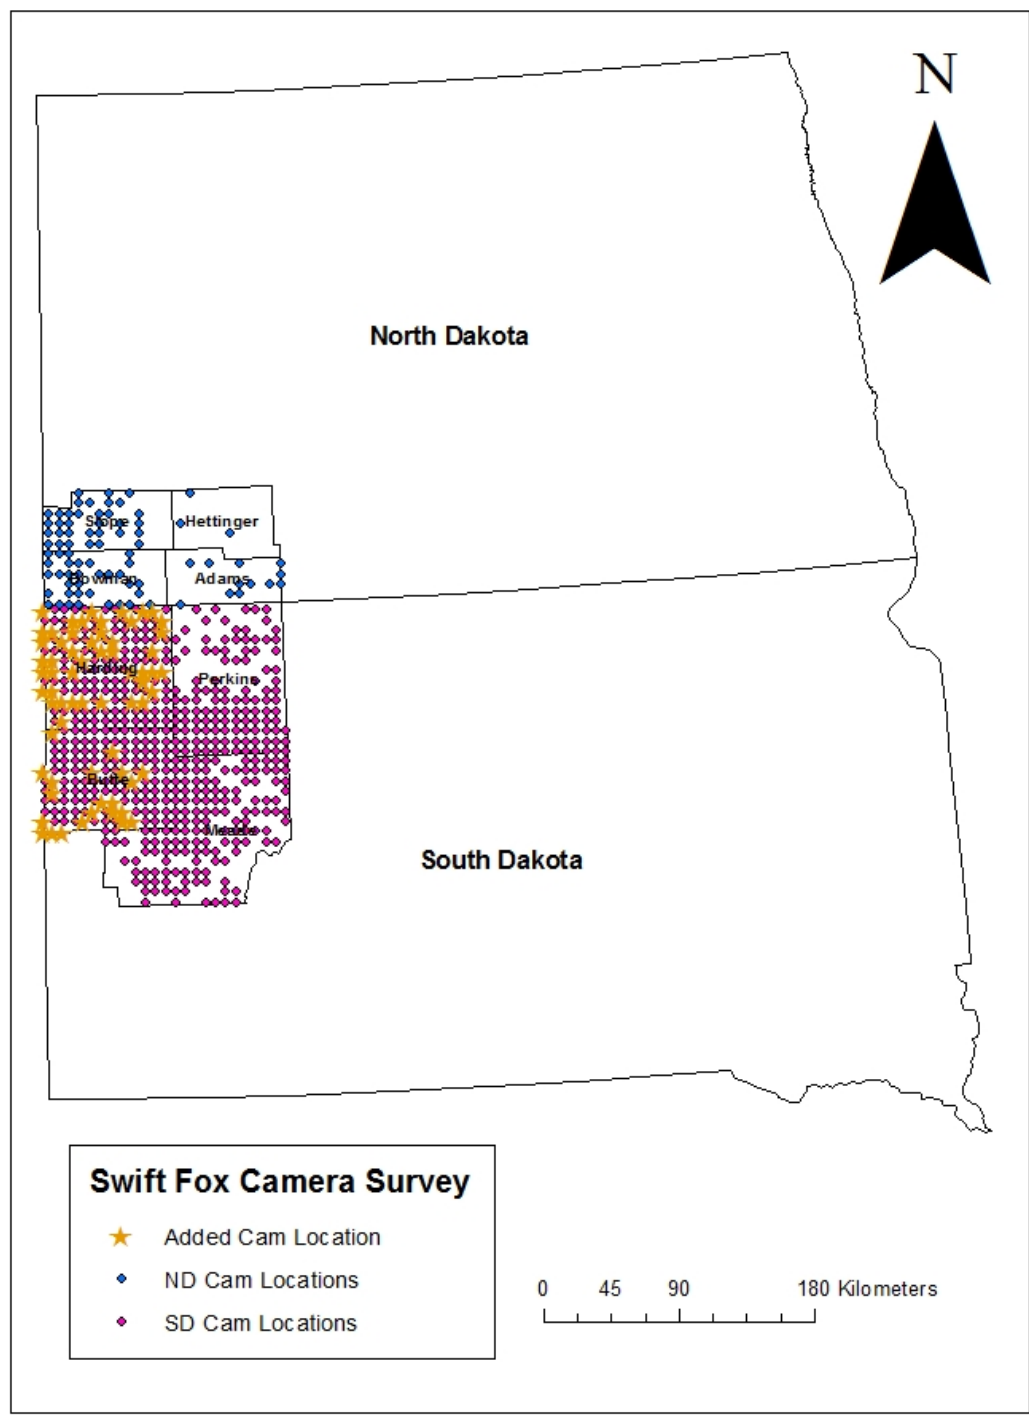 N
North Dakota
Slope
Hettinger
Bowman
Adams
Harding
Perkins
Butte
Meade
South Dakota
Swift Fox Camera Survey
Added Cam Location
ND Cam Locations
SD Cam Locations
0 45 90 180 Kilometers